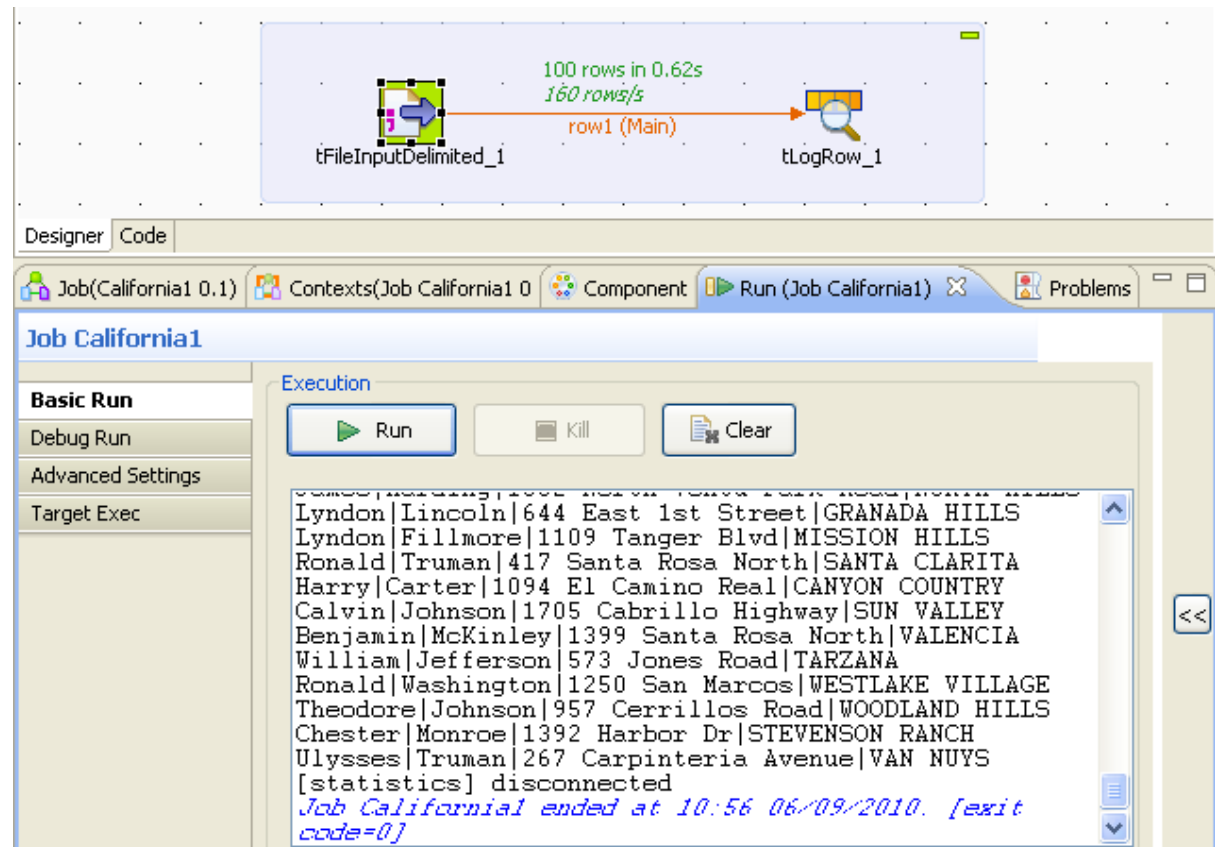 100 rows in 0.62s
160 rows/s
row1 (Main)
tFileInputDelimited_1
tLogRow_1
Designer
Code
Job(California1 0.1)
Contexts(Job California1 0
Component
Run (Job California1)
Problems
Job California1
Basic Run
Debug Run
Advanced Settings
Target Exec
Execution
Run
Kill
Clear
<<
Lyndon|Lincoln|644 East 1st Street|GRANADA HILLS
Lyndon|Fillmore|1109 Tanger Blvd|MISSION HILLS
Ronald|Truman|417 Santa Rosa North|SANTA CLARITA
Harry|Carter|1094 El Camino Real|CANYON COUNTRY
Calvin|Johnson|1705 Cabrillo Highway|SUN VALLEY
Benjamin|McKinley|1399 Santa Rosa North|VALENCIA
William|Jefferson|573 Jones Road|TARZANA
Ronald|Washington|1250 San Marcos|WESTLAKE VILLAGE
Theodore|Johnson|957 Cerrillos Road|WOODLAND HILLS
Chester|Monroe|1392 Harbor Dr|STEVENSON RANCH
Ulysses|Truman|267 Carpinteria Avenue|VAN NUYS
[statistics] disconnected
Job California1 ended at 10:56 06/09/2010. [exit
code=0]